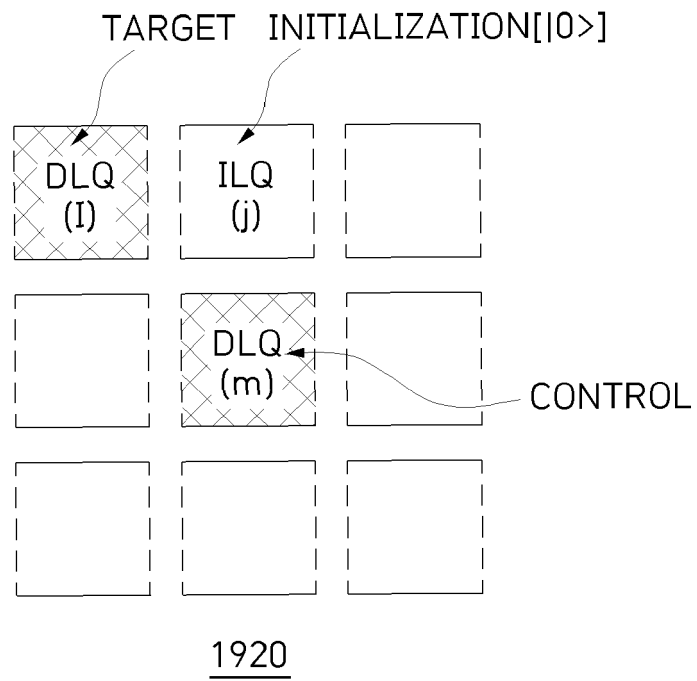 TARGET INITIALIZATION[|0>]
DLQ
(I)
ILQ
(j)
DLQ
(m)
CONTROL
1920